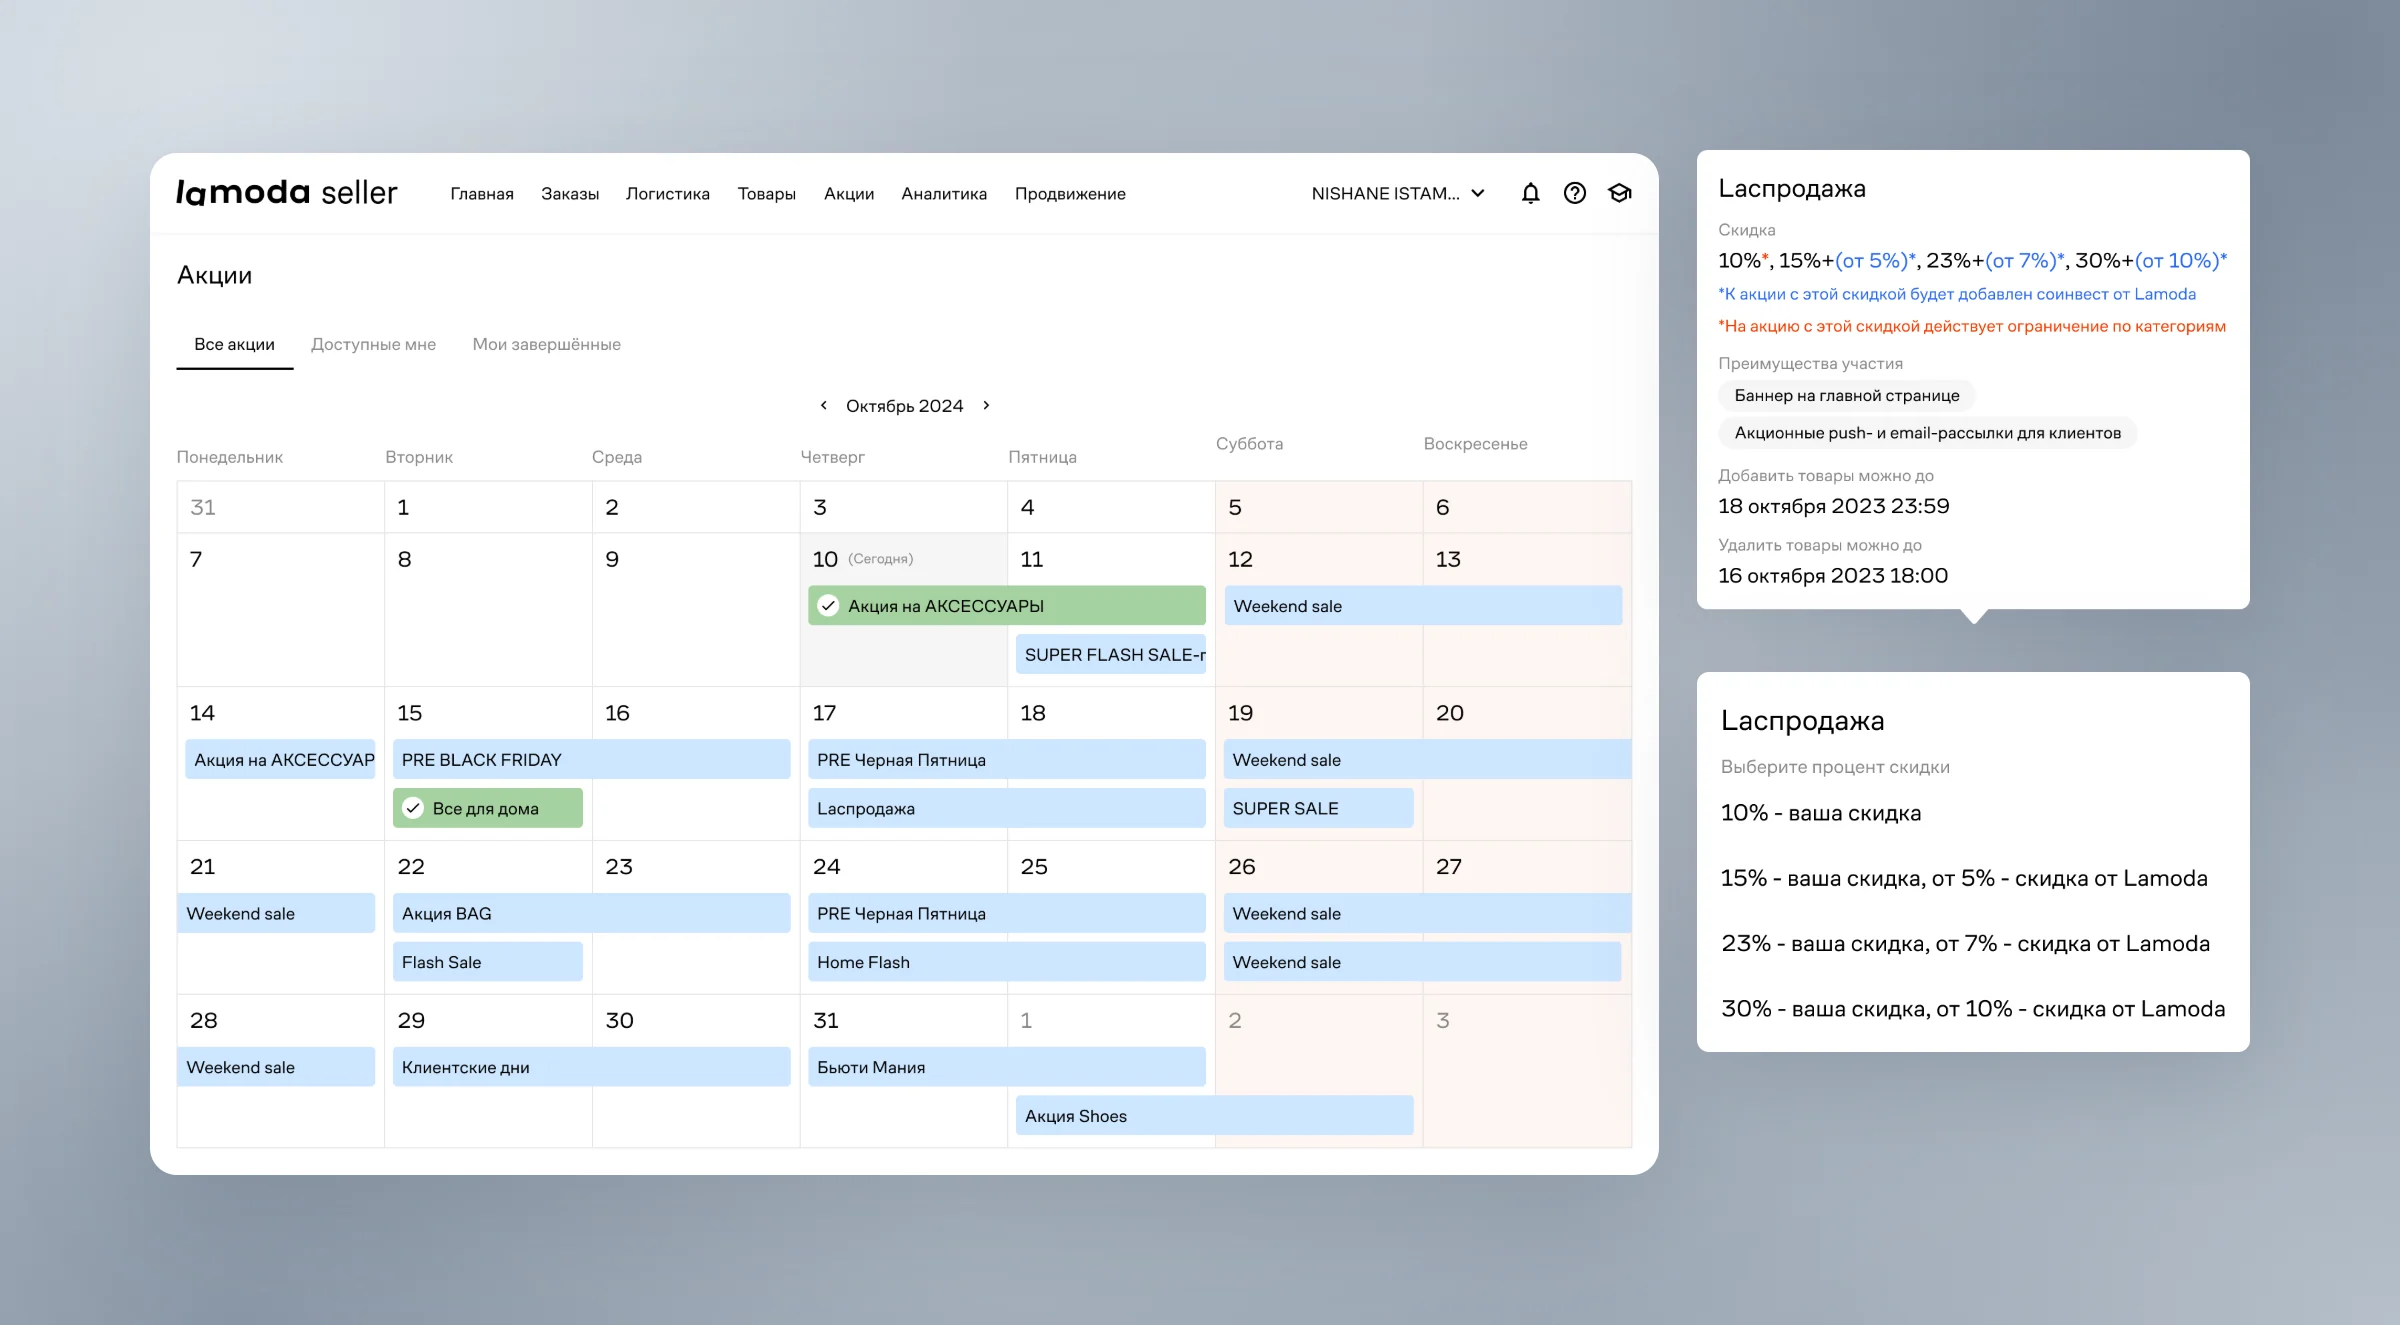 lamoda seller
Главная Заказы Логистика Товары Акции Аналитика Продвижение NISHANE ISTAM...
Акции
Все акции Доступные мне Мои завершённые
Октябрь 2024
Понедельник Вторник Среда Четверг Пятница Суббота Воскресенье
31 1 2 3 4 5 6
7 8 9 10 (Сегодня) 11 12 13
Акция на АКСЕССУАРЫ Weekend sale
SUPER FLASH SALE-г
14 15 16 17 18 19 20
Акция на АКСЕССУАР PRE BLACK FRIDAY PRE Черная Пятница Weekend sale
Все для дома Lаспродажа SUPER SALE
21 22 23 24 25 26 27
Weekend sale Акция BAG PRE Черная Пятница Weekend sale
Flash Sale Home Flash Weekend sale
28 29 30 31 1 2 3
Weekend sale Клиентские дни Бьюти Мания
Акция Shoes
Lаспродажа
Скидка
10%*, 15%+(от 5%)*, 23%+(от 7%)*, 30%+(от 10%)*
*К акции с этой скидкой будет добавлен соинвест от Lamoda
*На акцию с этой скидкой действует ограничение по категориям
Преимущества участия
Баннер на главной странице
Акционные push- и email-рассылки для клиентов
Добавить товары можно до
18 октября 2023 23:59
Удалить товары можно до
16 октября 2023 18:00
Lаспродажа
Выберите процент скидки
10% - ваша скидка
15% - ваша скидка, от 5% - скидка от Lamoda
23% - ваша скидка, от 7% - скидка от Lamoda
30% - ваша скидка, от 10% - скидка от Lamoda